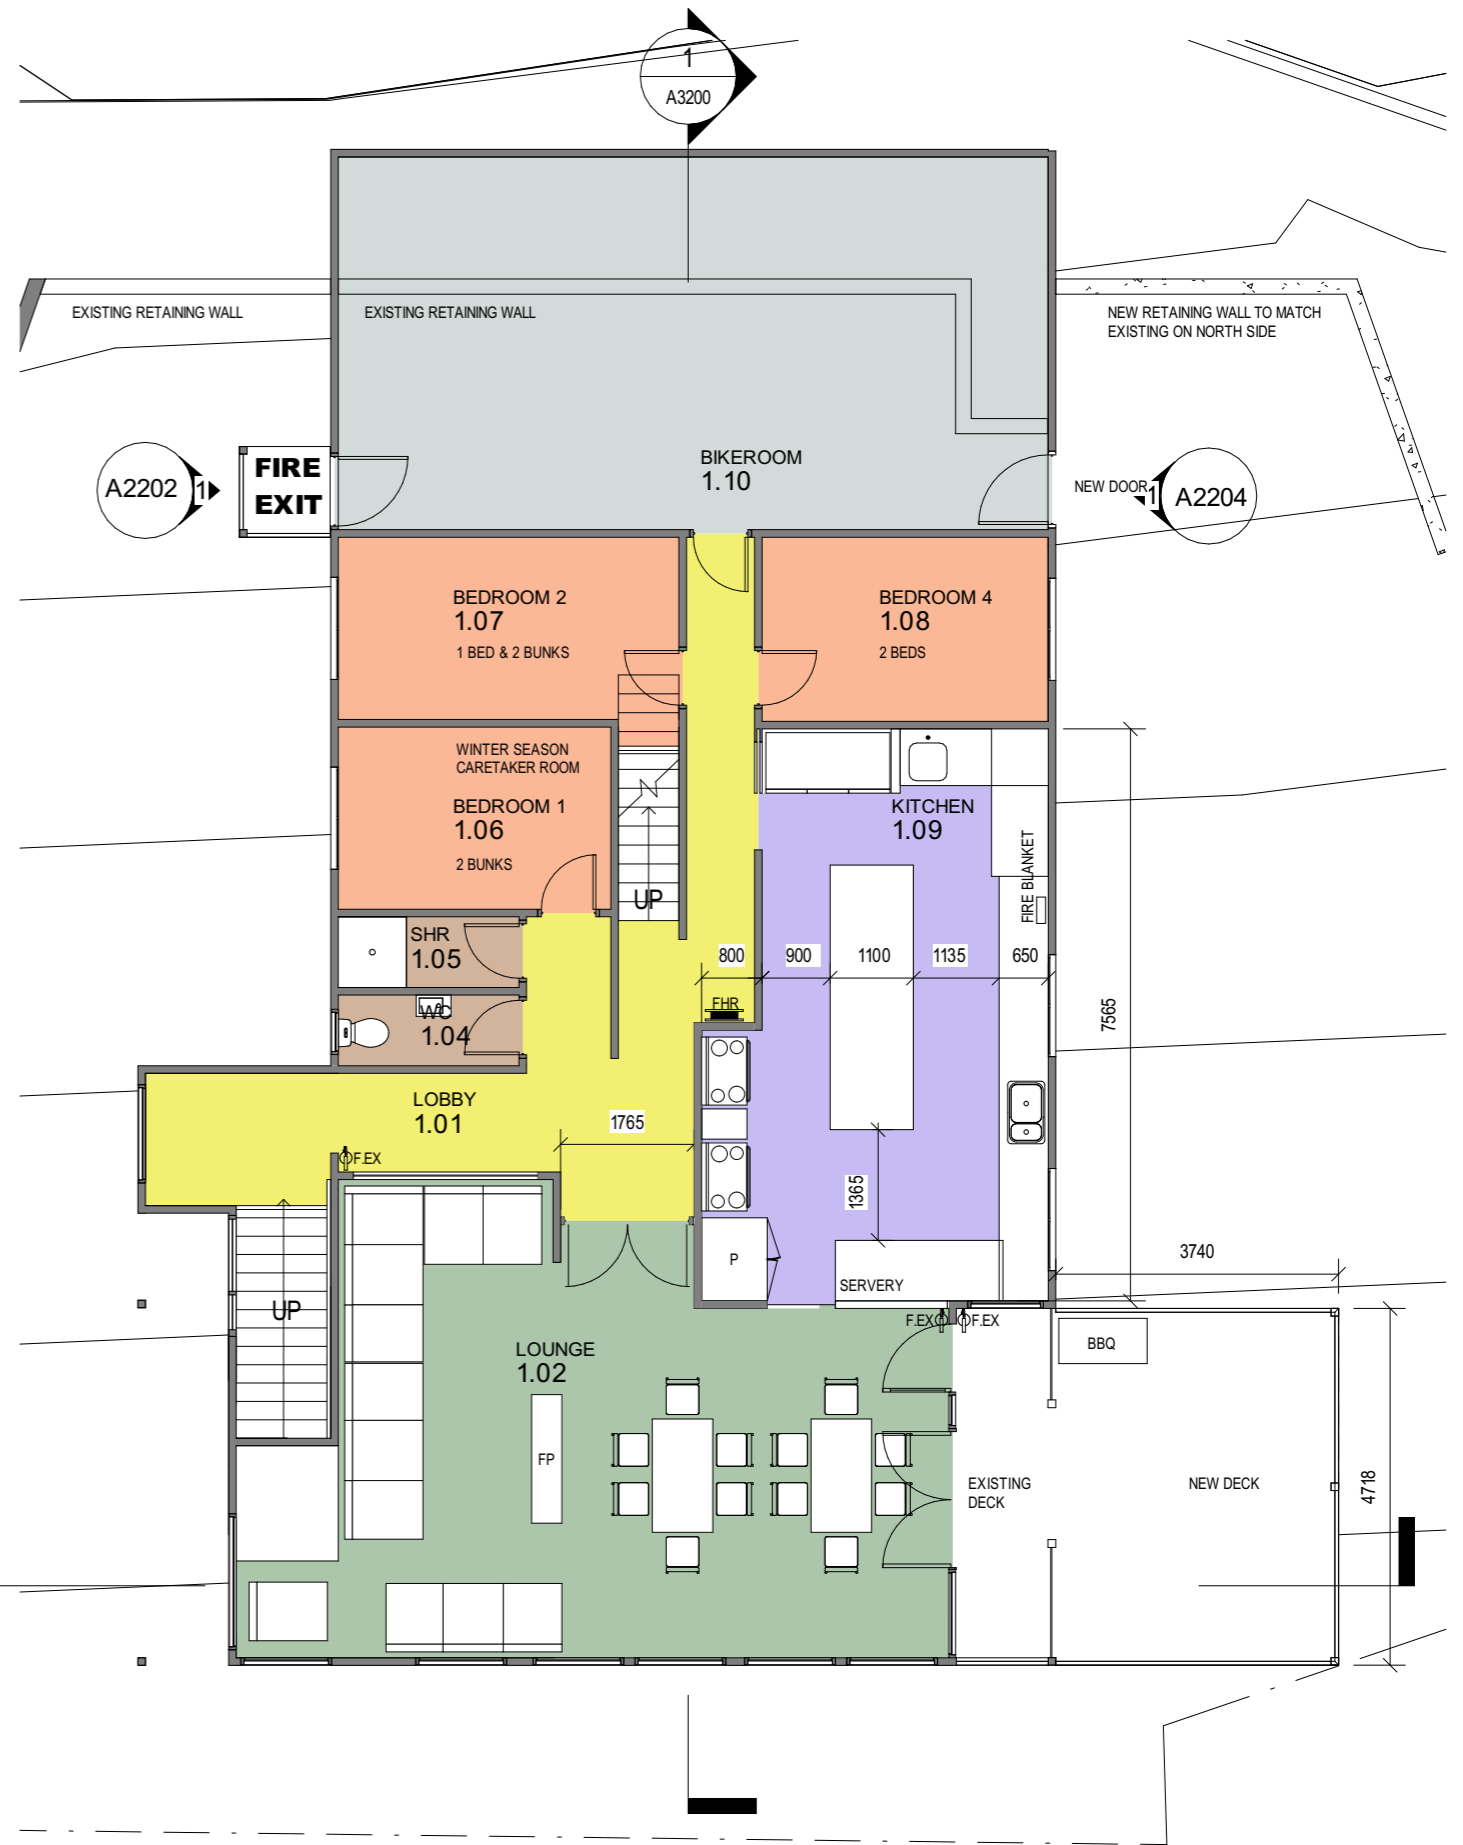 1
A3200
EXISTING RETAINING WALL
EXISTING RETAINING WALL
NEW RETAINING WALL TO MATCH
EXISTING ON NORTH SIDE
BIKEROOM
1.10
FIRE
EXIT
A2202
1
NEW DOOR
1
A2204
BEDROOM 2
1.07
1 BED & 2 BUNKS
BEDROOM 4
1.08
2 BEDS
WINTER SEASON
CARETAKER ROOM
BEDROOM 1
1.06
2 BUNKS
UP
KITCHEN
1.09
FIRE BLANKET
SHR
1.05
800
900
1100
1135
650
WC
1.04
FHR
7565
LOBBY
1.01
1765
F.EX
1365
P
SERVERY
3740
UP
F.EX
F.EX
BBQ
LOUNGE
1.02
FP
EXISTING
DECK
NEW DECK
4718